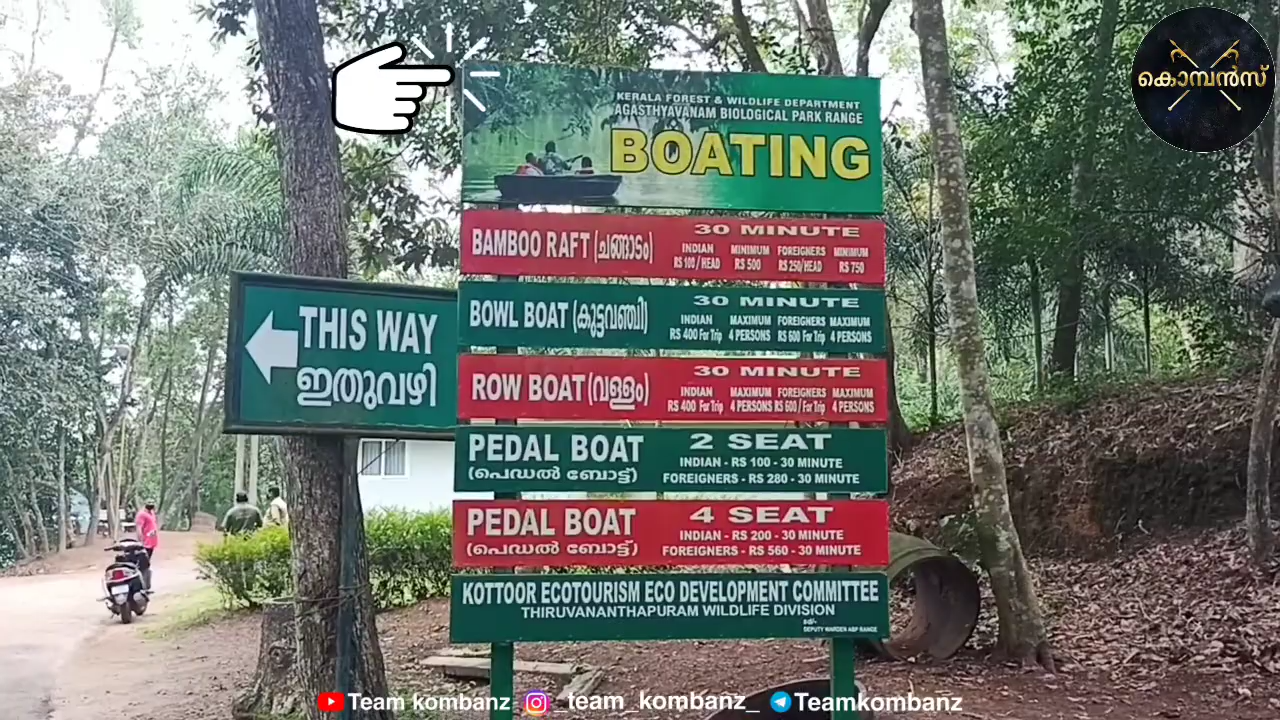 കൊമ്പൻസ്
KERALA FOREST & WILDLIFE DEPARTMENT
AGASTHYAVANAM BIOLOGICAL PARK RANGE
BOATING
BAMBOO RAFT (ചങ്ങാടം)
30 MINUTE
INDIAN MINIMUM FOREIGNERS MINIMUM
RS 100 / HEAD RS 500 RS 250/HEAD RS 750
BOWL BOAT (കുട്ടവഞ്ചി)
30 MINUTE
INDIAN MAXIMUM FOREIGNERS MAXIMUM
RS 400 For Trip 4 PERSONS RS 600 For Trip 4 PERSONS
ROW BOAT (വള്ളം)
30 MINUTE
INDIAN MAXIMUM FOREIGNERS MAXIMUM
RS 400 For Trip 4 PERSONS RS 600 / For Trip 4 PERSONS
PEDAL BOAT
(പെഡൽ ബോട്ട്)
2 SEAT
INDIAN - RS 100 - 30 MINUTE
FOREIGNERS - RS 280 - 30 MINUTE
PEDAL BOAT
(പെഡൽ ബോട്ട്)
4 SEAT
INDIAN - RS 200 - 30 MINUTE
FOREIGNERS - RS 560 - 30 MINUTE
KOTTOOR ECOTOURISM ECO DEVELOPMENT COMMITTEE
THIRUVANANTHAPURAM WILDLIFE DIVISION
sd/-
DEPUTY WARDEN ABP RANGE
THIS WAY
ഇതുവഴി
Team kombanz _team_kombanz_ Teamkombanz